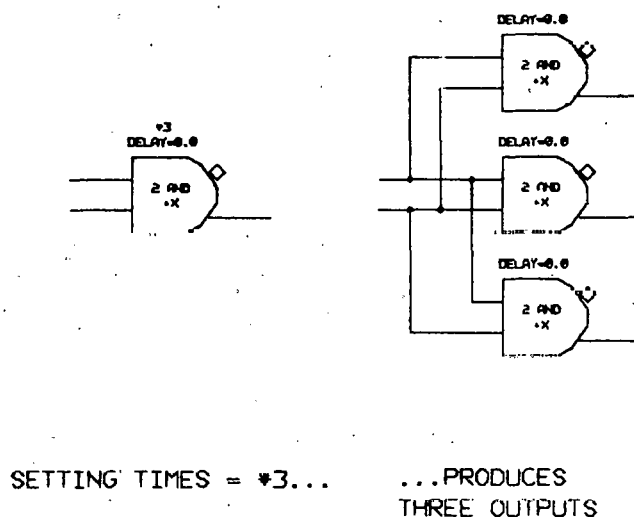 *3
DELAY=0.0
2 AND
+X
DELAY=0.0
2 AND
+X
DELAY=0.0
2 AND
+X
DELAY=0.0
2 AND
+X
SETTING TIMES = *3...
...PRODUCES
THREE OUTPUTS